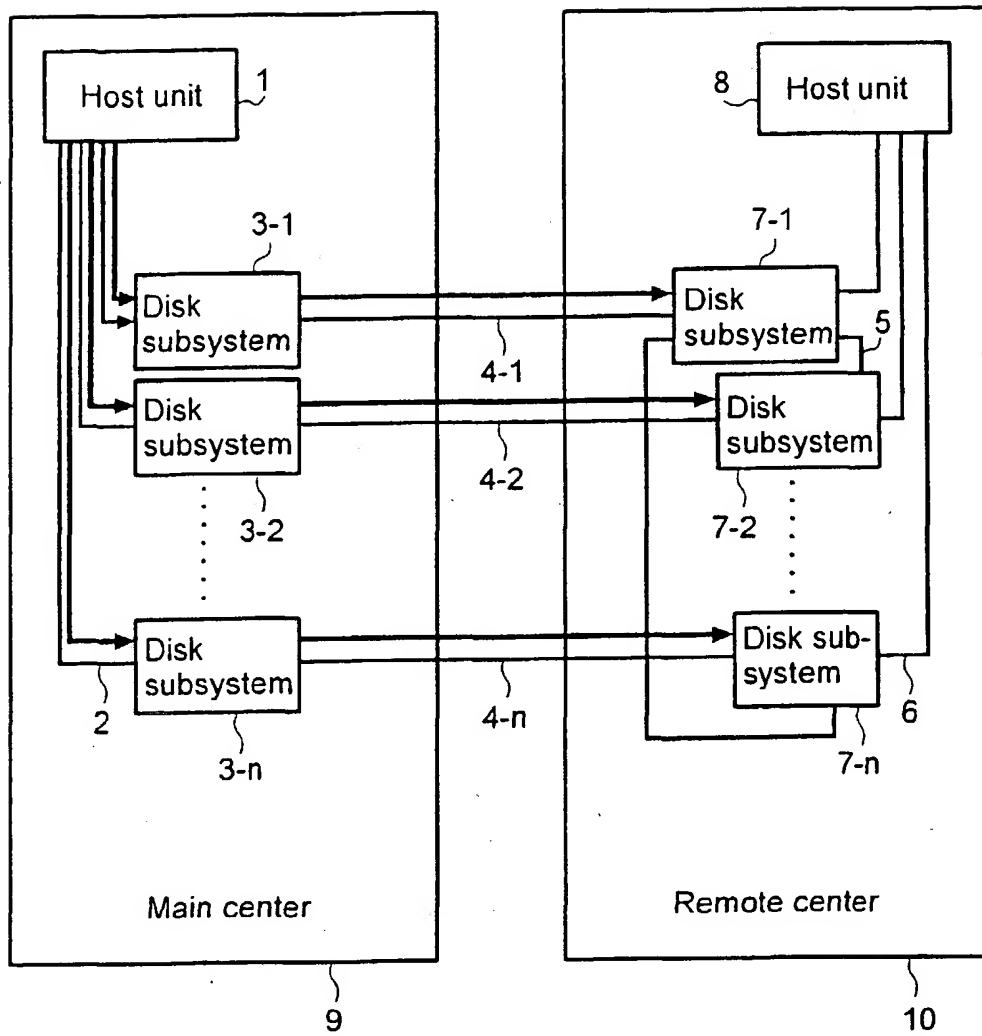 Host unit
1
8
Host unit
3-1
7-1
Disk
subsystem
Disk
subsystem
5
4-1
Disk
subsystem
Disk
subsystem
4-2
3-2
7-2
Disk
subsystem
Disk sub-
system
2
4-n
6
3-n
7-n
Main center
Remote center
9
10